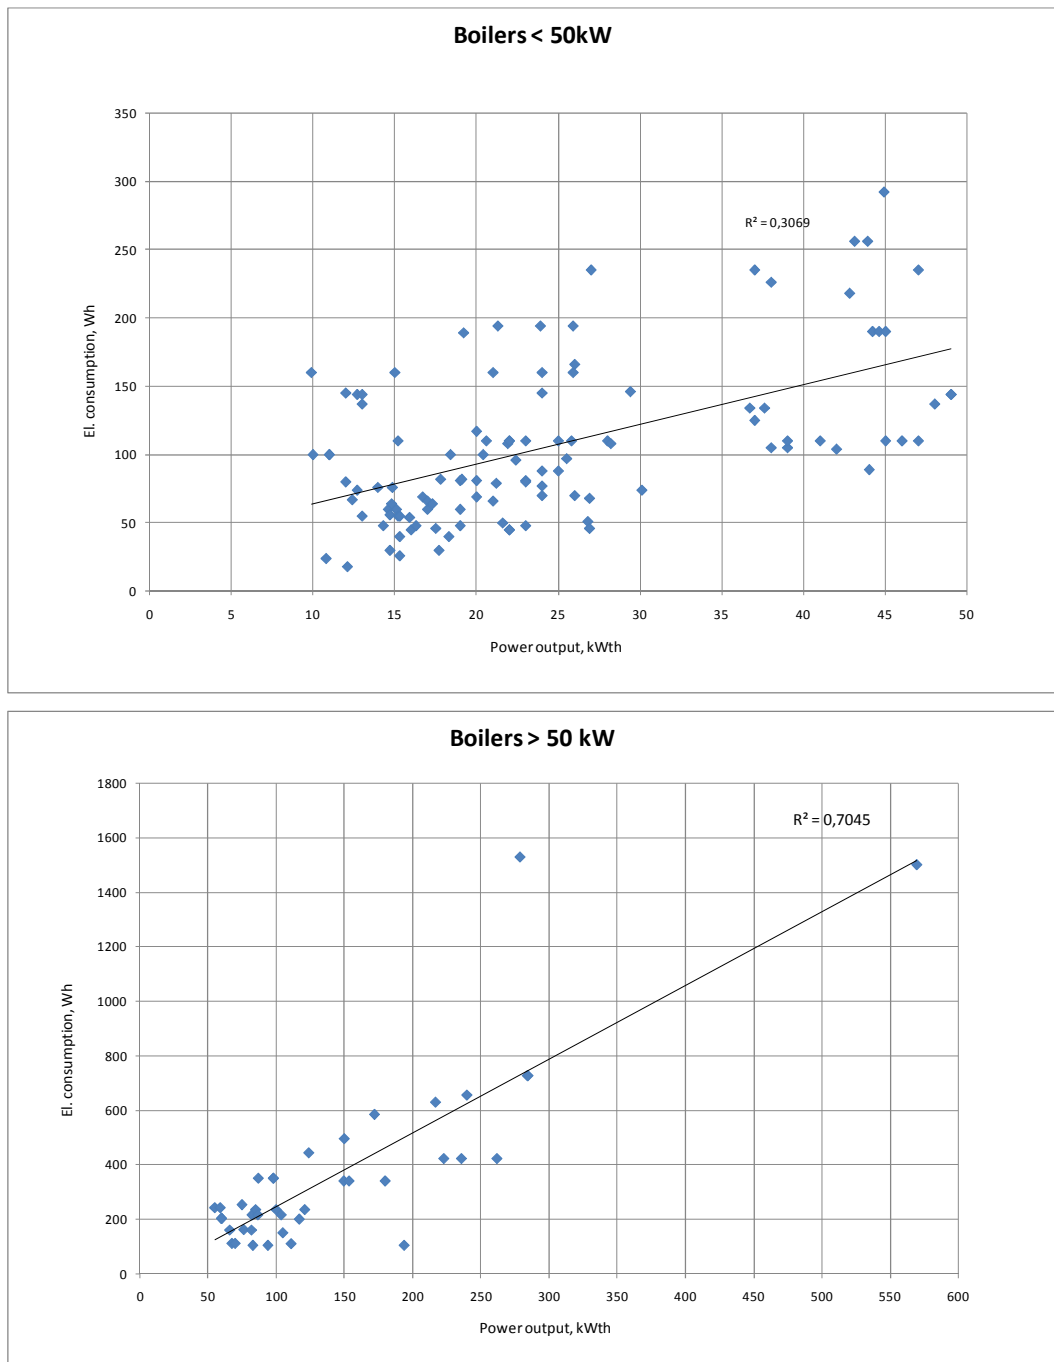 Boilers < 50kW
350
300
250
200
150
100
50
0
R² = 0,3069
El. consumption, Wh
0 5 10 15 20 25 30 35 40 45 50
Power output, kWth
Boilers > 50 kW
1800
1600
1400
1200
1000
800
600
400
200
0
R² = 0,7045
El. consumption, Wh
0 50 100 150 200 250 300 350 400 450 500 550 600
Power output, kWth